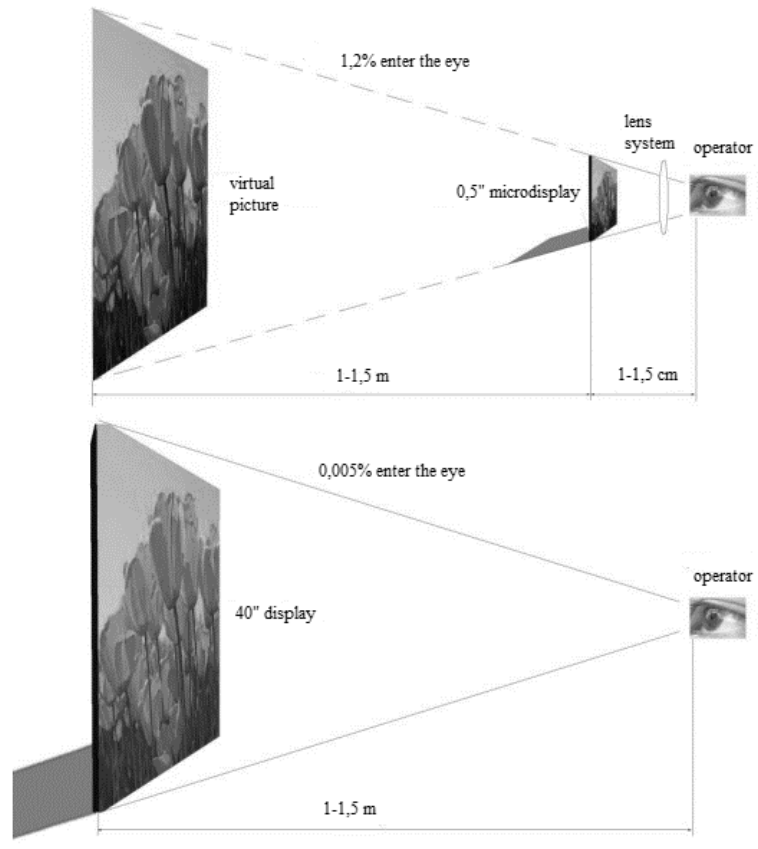 1,2% enter the eye
lens
system
operator
virtual
picture
0,5" microdisplay
1-1,5 m
1-1,5 cm
0,005% enter the eye
operator
40" display
1-1,5 m